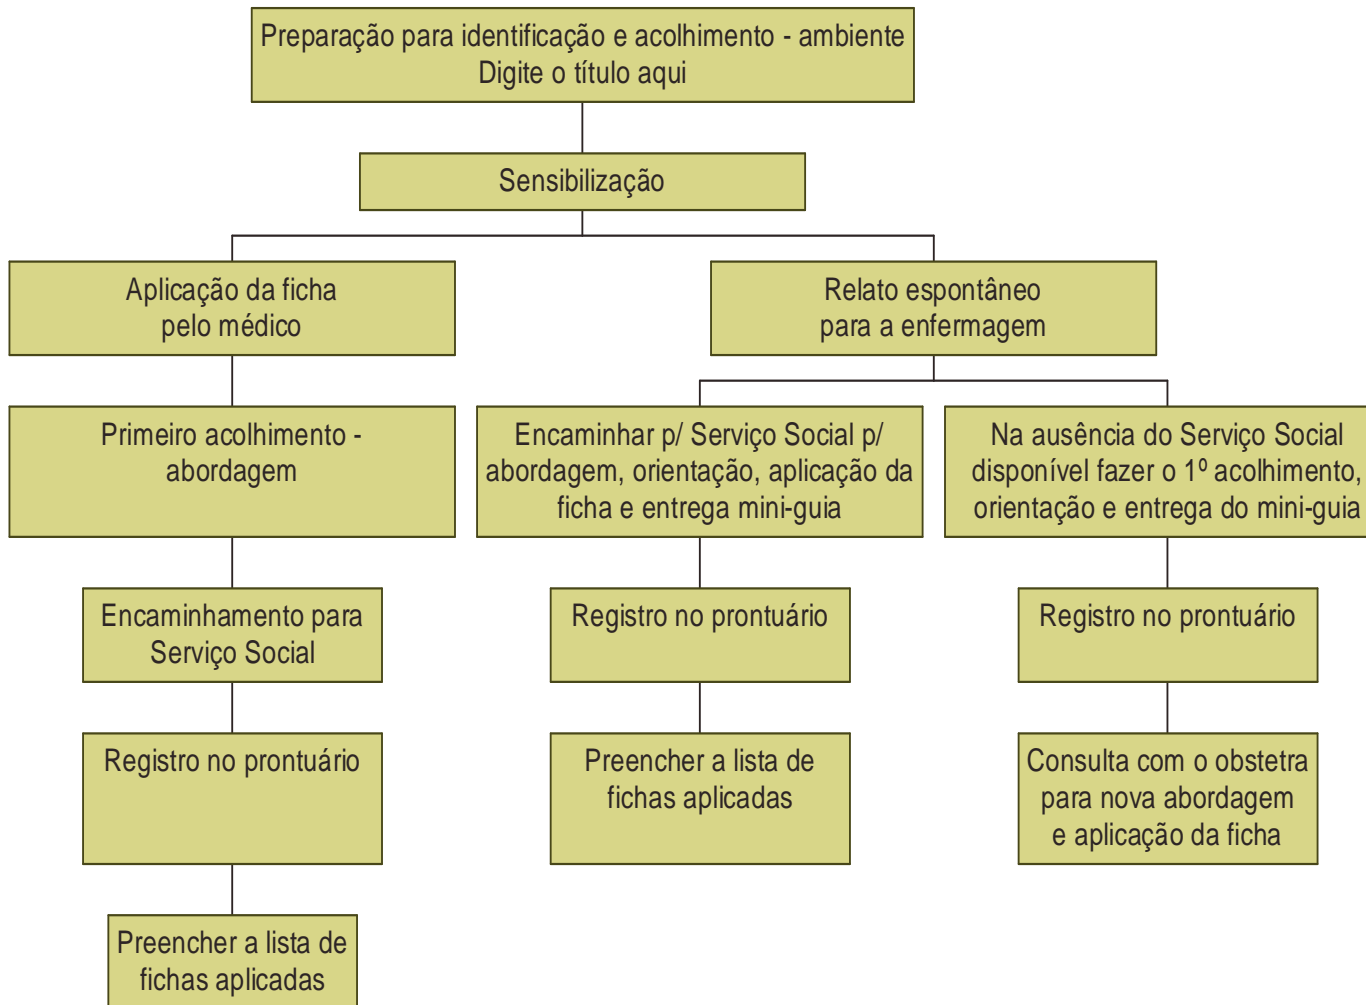 Preparação para identificação e acolhimento - ambiente
Digite o título aqui
Sensibilização
Aplicação da ficha
pelo médico
Relato espontâneo
para a enfermagem
Primeiro acolhimento -
abordagem
Encaminhar p/ Serviço Social p/
abordagem, orientação, aplicação da
ficha e entrega mini-guia
Na ausência do Serviço Social
disponível fazer o 1º acolhimento,
orientação e entrega do mini-guia
Encaminhamento para
Serviço Social
Registro no prontuário
Registro no prontuário
Registro no prontuário
Preencher a lista de
fichas aplicadas
Consulta com o obstetra
para nova abordagem
e aplicação da ficha
Preencher a lista de
fichas aplicadas